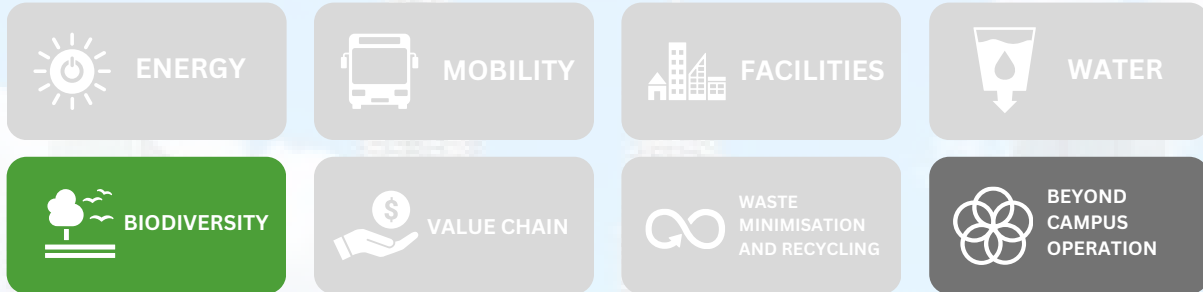 ENERGY
MOBILITY
FACILITIES
WATER
BIODIVERSITY
$
VALUE CHAIN
WASTE
MINIMISATION
AND RECYCLING
BEYOND
CAMPUS
OPERATION